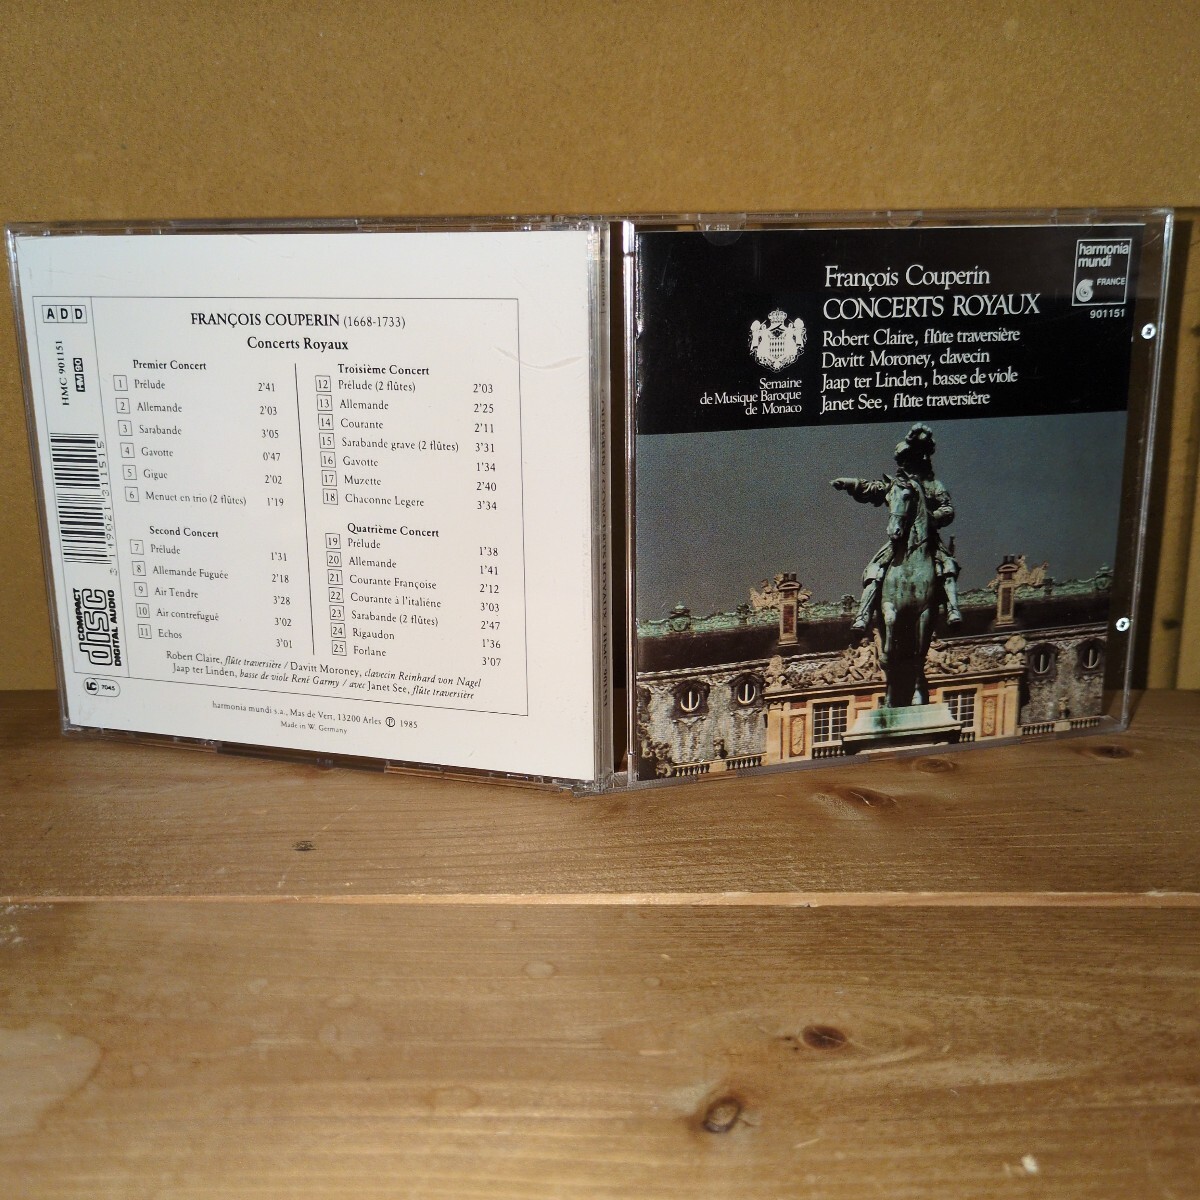 A D D
HMC 901151
HM 90
COMPACT
disc
DIGITAL AUDIO
LC 7045
FRANÇOIS COUPERIN (1668-1733)
Concerts Royaux
Premier Concert
1 Prélude 2'41
2 Allemande 2'03
3 Sarabande 3'05
4 Gavotte 0'47
5 Gigue 2'02
6 Menuet en trio (2 flûtes) 1'19
Second Concert
7 Prélude 1'31
8 Allemande Fuguée 2'18
9 Air Tendre 3'28
10 Air contrefugué 3'02
11 Echos 3'01
Troisième Concert
12 Prélude (2 flûtes) 2'03
13 Allemande 2'25
14 Courante 2'11
15 Sarabande grave (2 flûtes) 3'31
16 Gavotte 1'34
17 Muzette 2'40
18 Chaconne Legere 3'34
Quatrième Concert
19 Prélude 1'38
20 Allemande 1'41
21 Courante Françoise 2'12
22 Courante à l'italiéne 3'03
23 Sarabande (2 flûtes) 2'47
24 Rigaudon 1'36
25 Forlane 3'07
Robert Claire, flûte traversière / Davitt Moroney, clavecin Reinhard von Nagel
Jaap ter Linden, basse de viole René Garmy / avec Janet See, flûte traversière
harmonia mundi s.a., Mas de Vert, 13200 Arles Ⓟ 1985
Made in W. Germany
François Couperin
CONCERTS ROYAUX
Robert Claire, flûte traversière
Davitt Moroney, clavecin
Jaap ter Linden, basse de viole
Janet See, flûte traversière
Semaine
de Musique Baroque
de Monaco
harmonia
mundi
FRANCE
901151